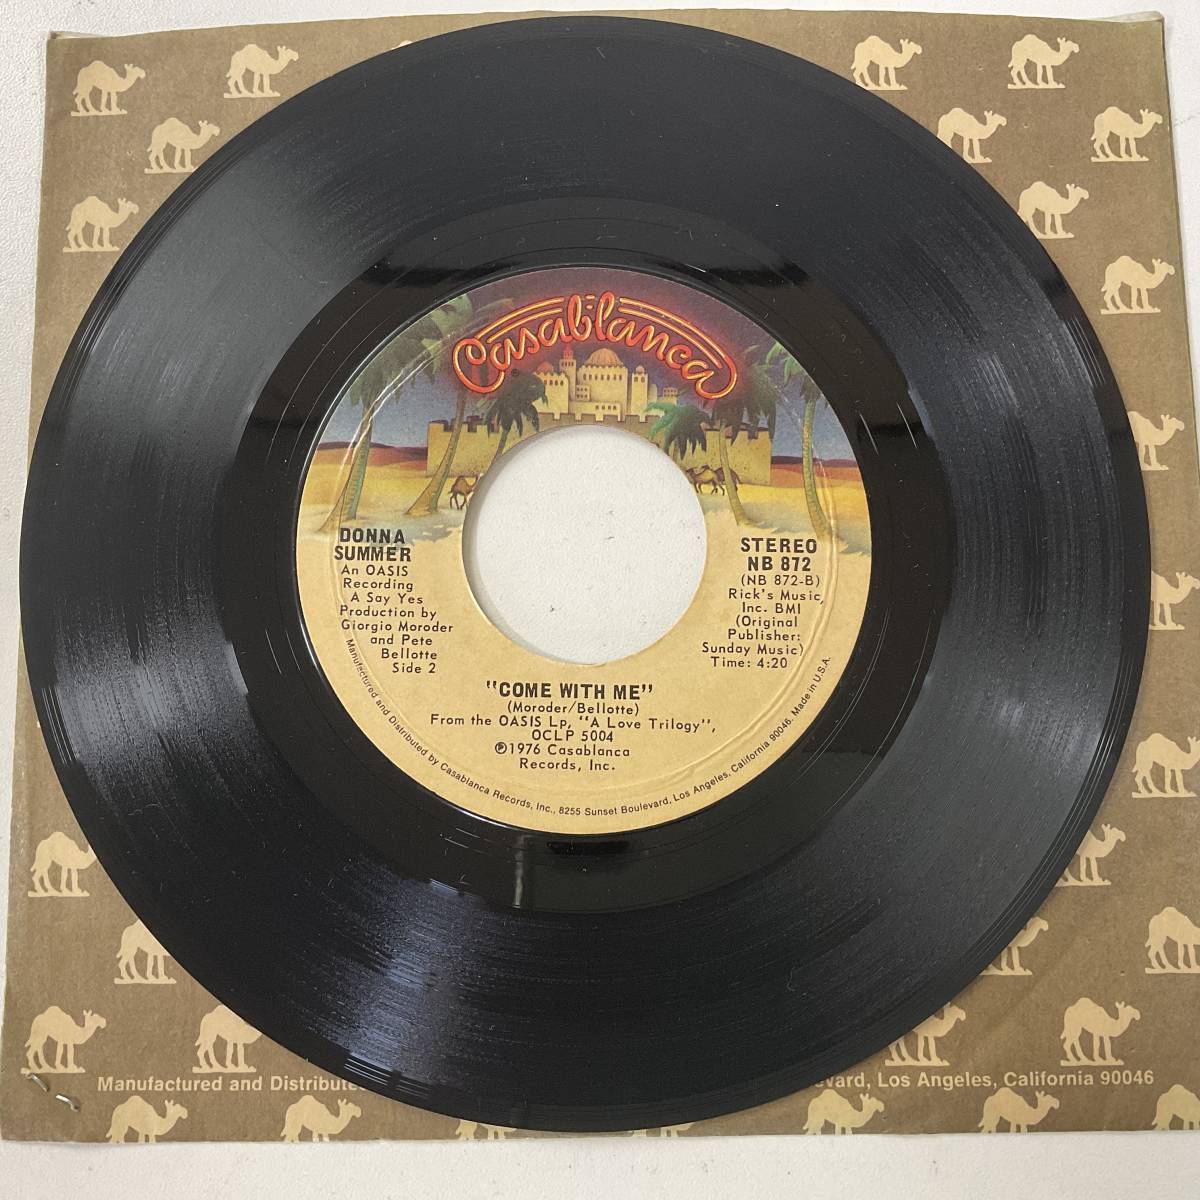 Casablanca
DONNA
SUMMER
An OASIS
Recording
A Say Yes
Production by
Giorgio Moroder
and Pete
Bellotte
Side 2
STEREO
NB 872
(NB 872-B)
Rick's Music,
Inc. BMI
(Original
Publisher:
Sunday Music)
Time: 4:20
"COME WITH ME"
(Moroder/Bellotte)
From the OASIS Lp, "A Love Trilogy",
OCLP 5004
℗1976 Casablanca
Records, Inc.
Manufactured and Distributed by Casablanca Records, Inc., 8255 Sunset Boulevard, Los Angeles, California 90046. Made in U.S.A.
Manufactured and Distribute
vard, Los Angeles, California 90046